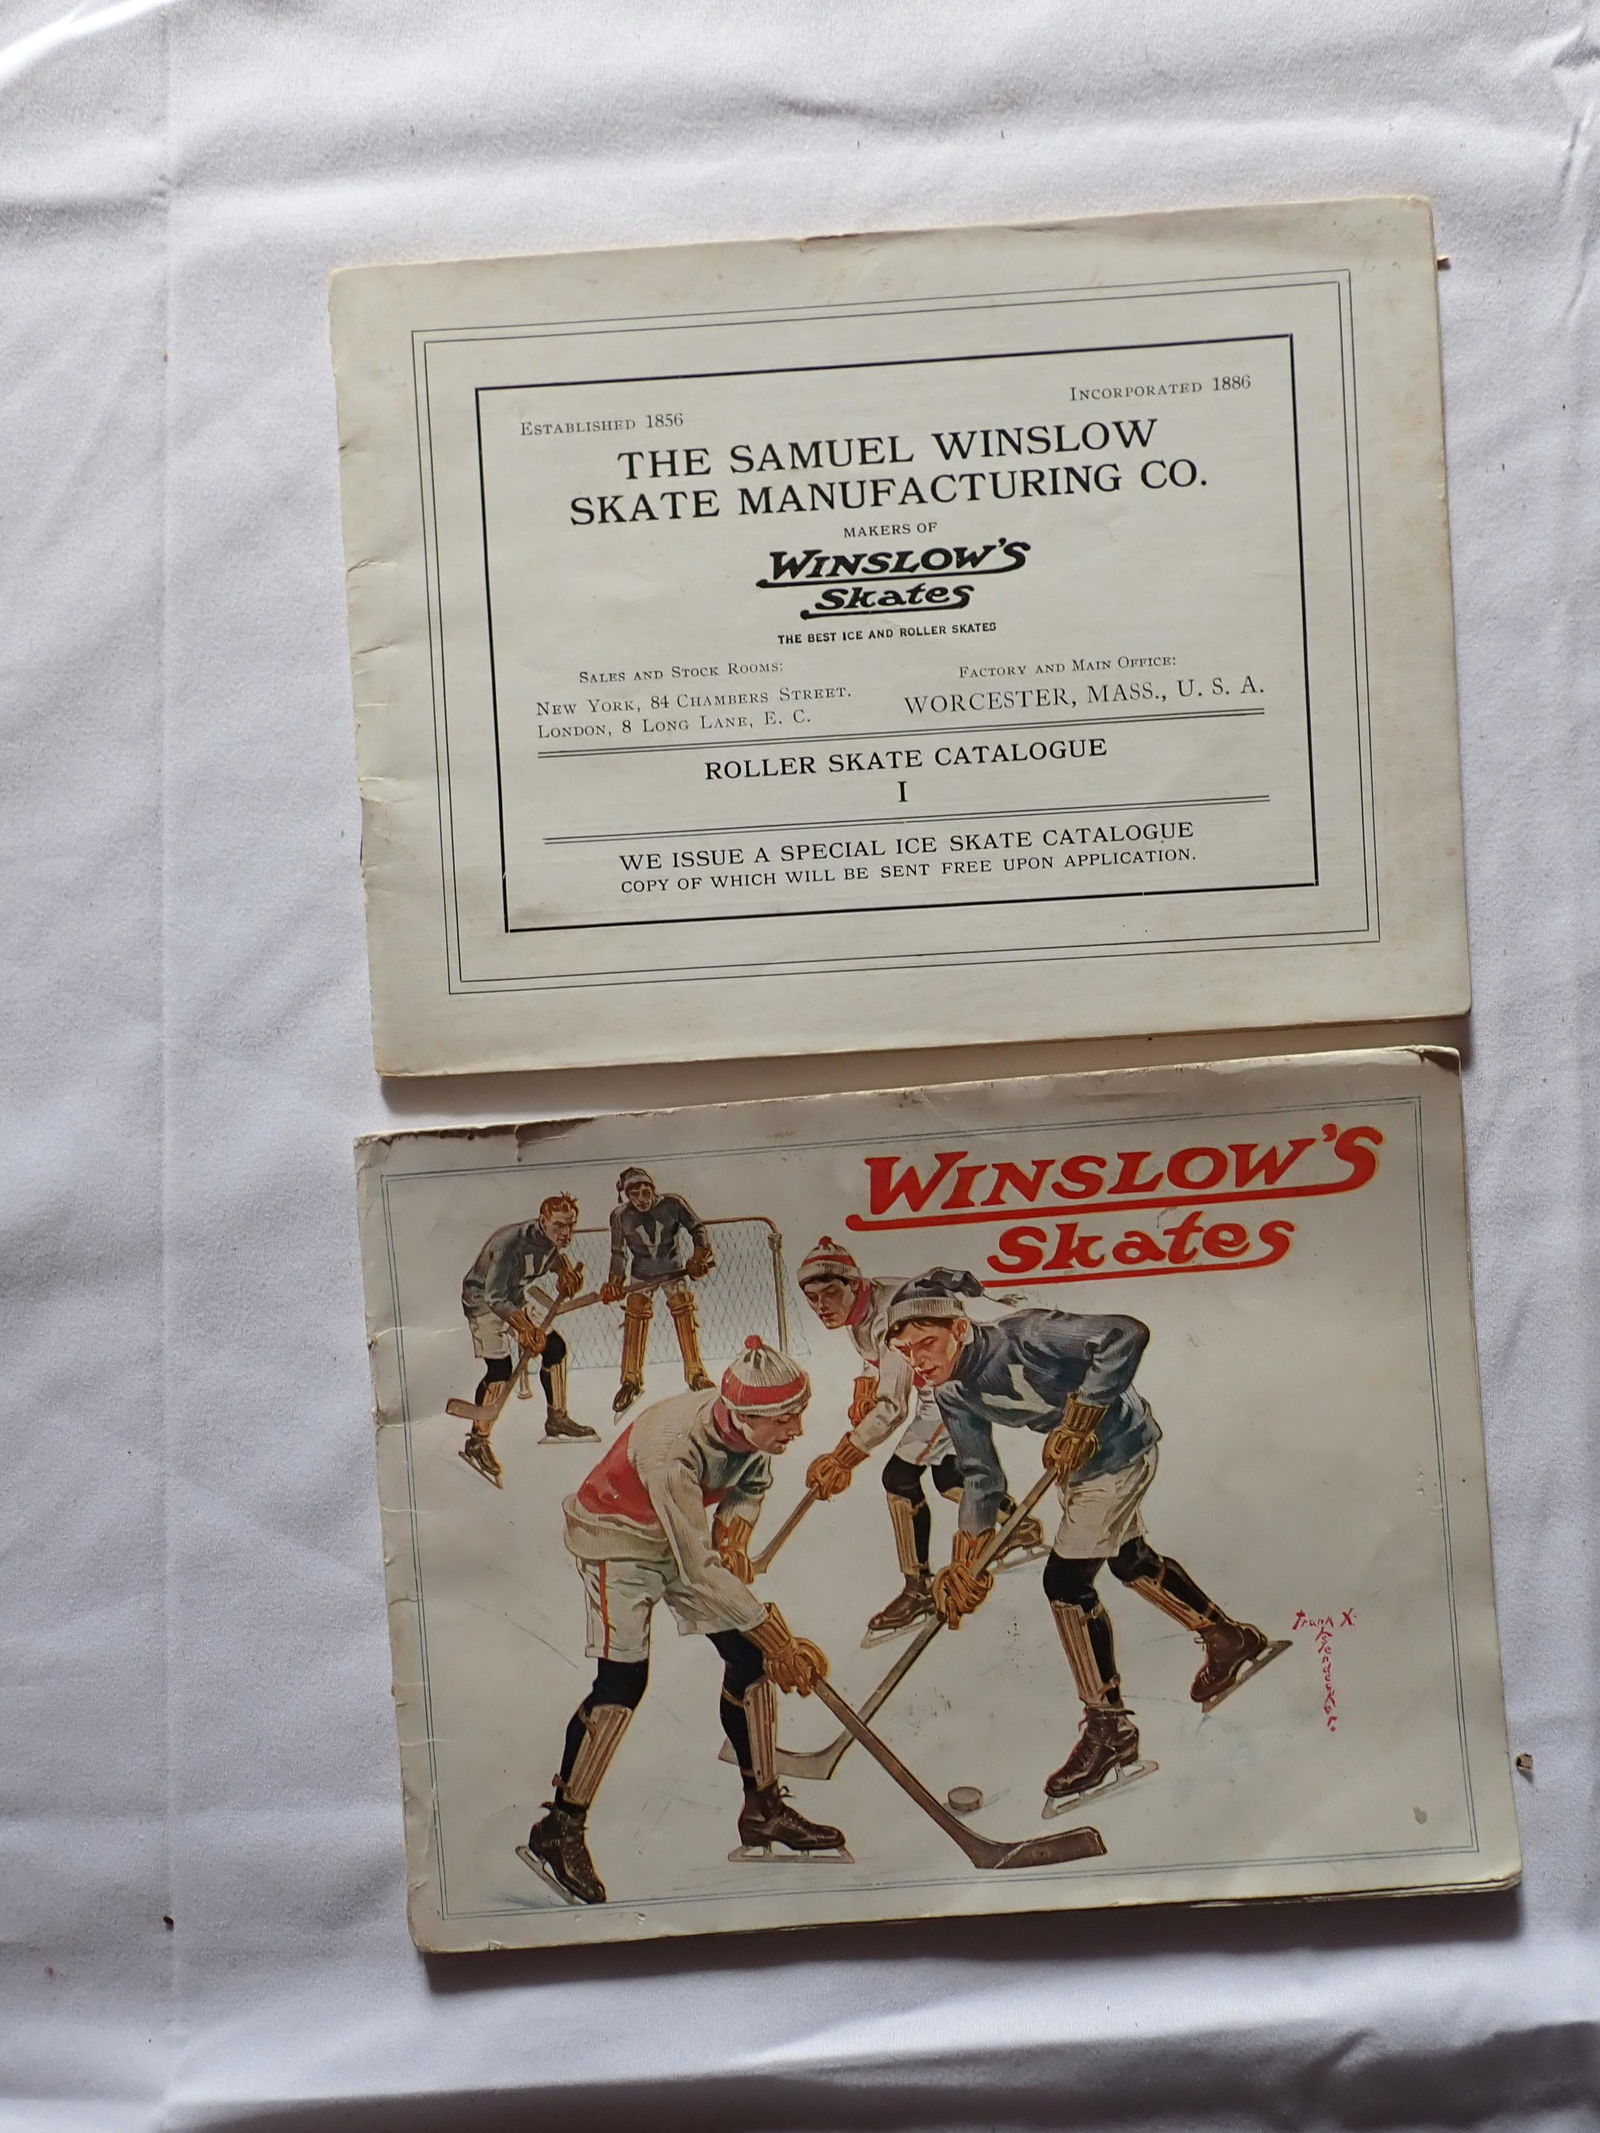 ESTABLISHED 1856
INCORPORATED 1886
THE SAMUEL WINSLOW
SKATE MANUFACTURING CO.
MAKERS OF
WINSLOW'S
Skates
THE BEST ICE AND ROLLER SKATES
SALES AND STOCK ROOMS:
NEW YORK, 84 CHAMBERS STREET.
LONDON, 8 LONG LANE, E. C.
FACTORY AND MAIN OFFICE:
WORCESTER, MASS., U. S. A.
ROLLER SKATE CATALOGUE
I
WE ISSUE A SPECIAL ICE SKATE CATALOGUE
COPY OF WHICH WILL BE SENT FREE UPON APPLICATION.
WINSLOW'S
Skates
Frank X.